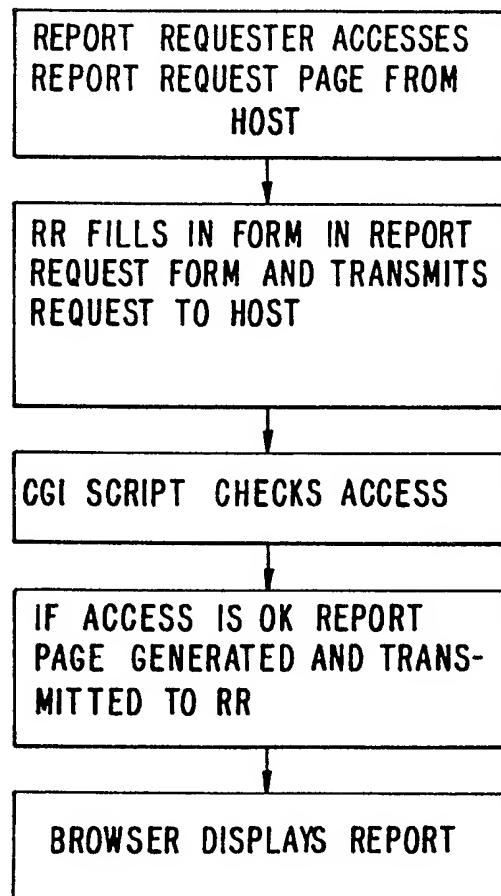 REPORT REQUESTER ACCESSES
REPORT REQUEST PAGE FROM
HOST
RR FILLS IN FORM IN REPORT
REQUEST FORM AND TRANSMITS
REQUEST TO HOST
CGI SCRIPT CHECKS ACCESS
IF ACCESS IS OK REPORT
PAGE GENERATED AND TRANS-
MITTED TO RR
BROWSER DISPLAYS REPORT